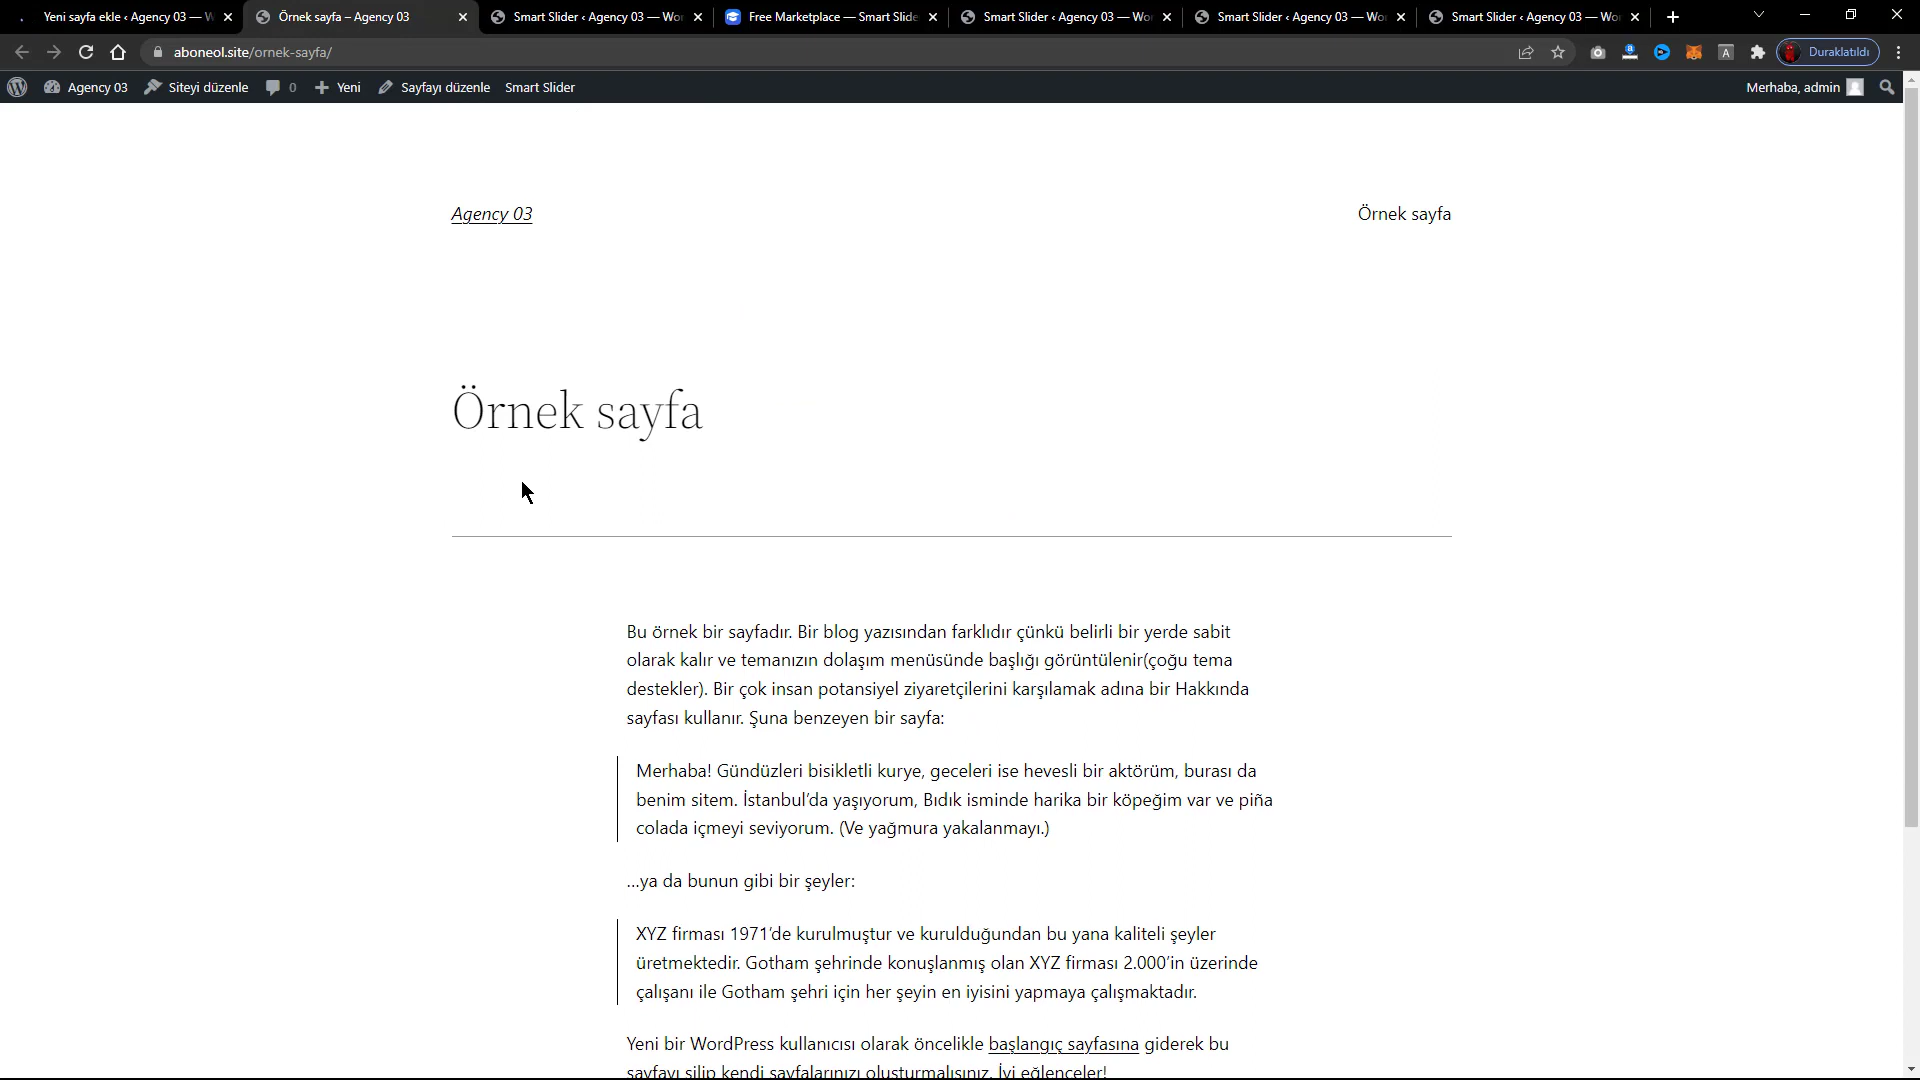 Yeni sayfa ekle ‹ Agency 03 — W
Örnek sayfa – Agency 03
Smart Slider ‹ Agency 03 — Wo
Free Marketplace — Smart Slide
Smart Slider ‹ Agency 03 — Wo
Smart Slider ‹ Agency 03 — Wo
Smart Slider ‹ Agency 03 — Wo
aboneol.site/ornek-sayfa/
A
Duraklatıldı
Agency 03
Siteyi düzenle
0
Yeni
Sayfayı düzenle
Smart Slider
Merhaba, admin
Agency 03
Örnek sayfa
Örnek sayfa
Bu örnek bir sayfadır. Bir blog yazısından farklıdır çünkü belirli bir yerde sabit
olarak kalır ve temanızın dolaşım menüsünde başlığı görüntülenir(çoğu tema
destekler). Bir çok insan potansiyel ziyaretçilerini karşılamak adına bir Hakkında
sayfası kullanır. Şuna benzeyen bir sayfa:
Merhaba! Gündüzleri bisikletli kurye, geceleri ise hevesli bir aktörüm, burası da
benim sitem. İstanbul’da yaşıyorum, Bıdık isminde harika bir köpeğim var ve piña
colada içmeyi seviyorum. (Ve yağmura yakalanmayı.)
…ya da bunun gibi bir şeyler:
XYZ firması 1971’de kurulmuştur ve kurulduğundan bu yana kaliteli şeyler
üretmektedir. Gotham şehrinde konuşlanmış olan XYZ firması 2.000’in üzerinde
çalışanı ile Gotham şehri için her şeyin en iyisini yapmaya çalışmaktadır.
Yeni bir WordPress kullanıcısı olarak öncelikle başlangıç sayfasına giderek bu
sayfayı silip kendi sayfalarınızı oluşturmalısınız. İyi eğlenceler!